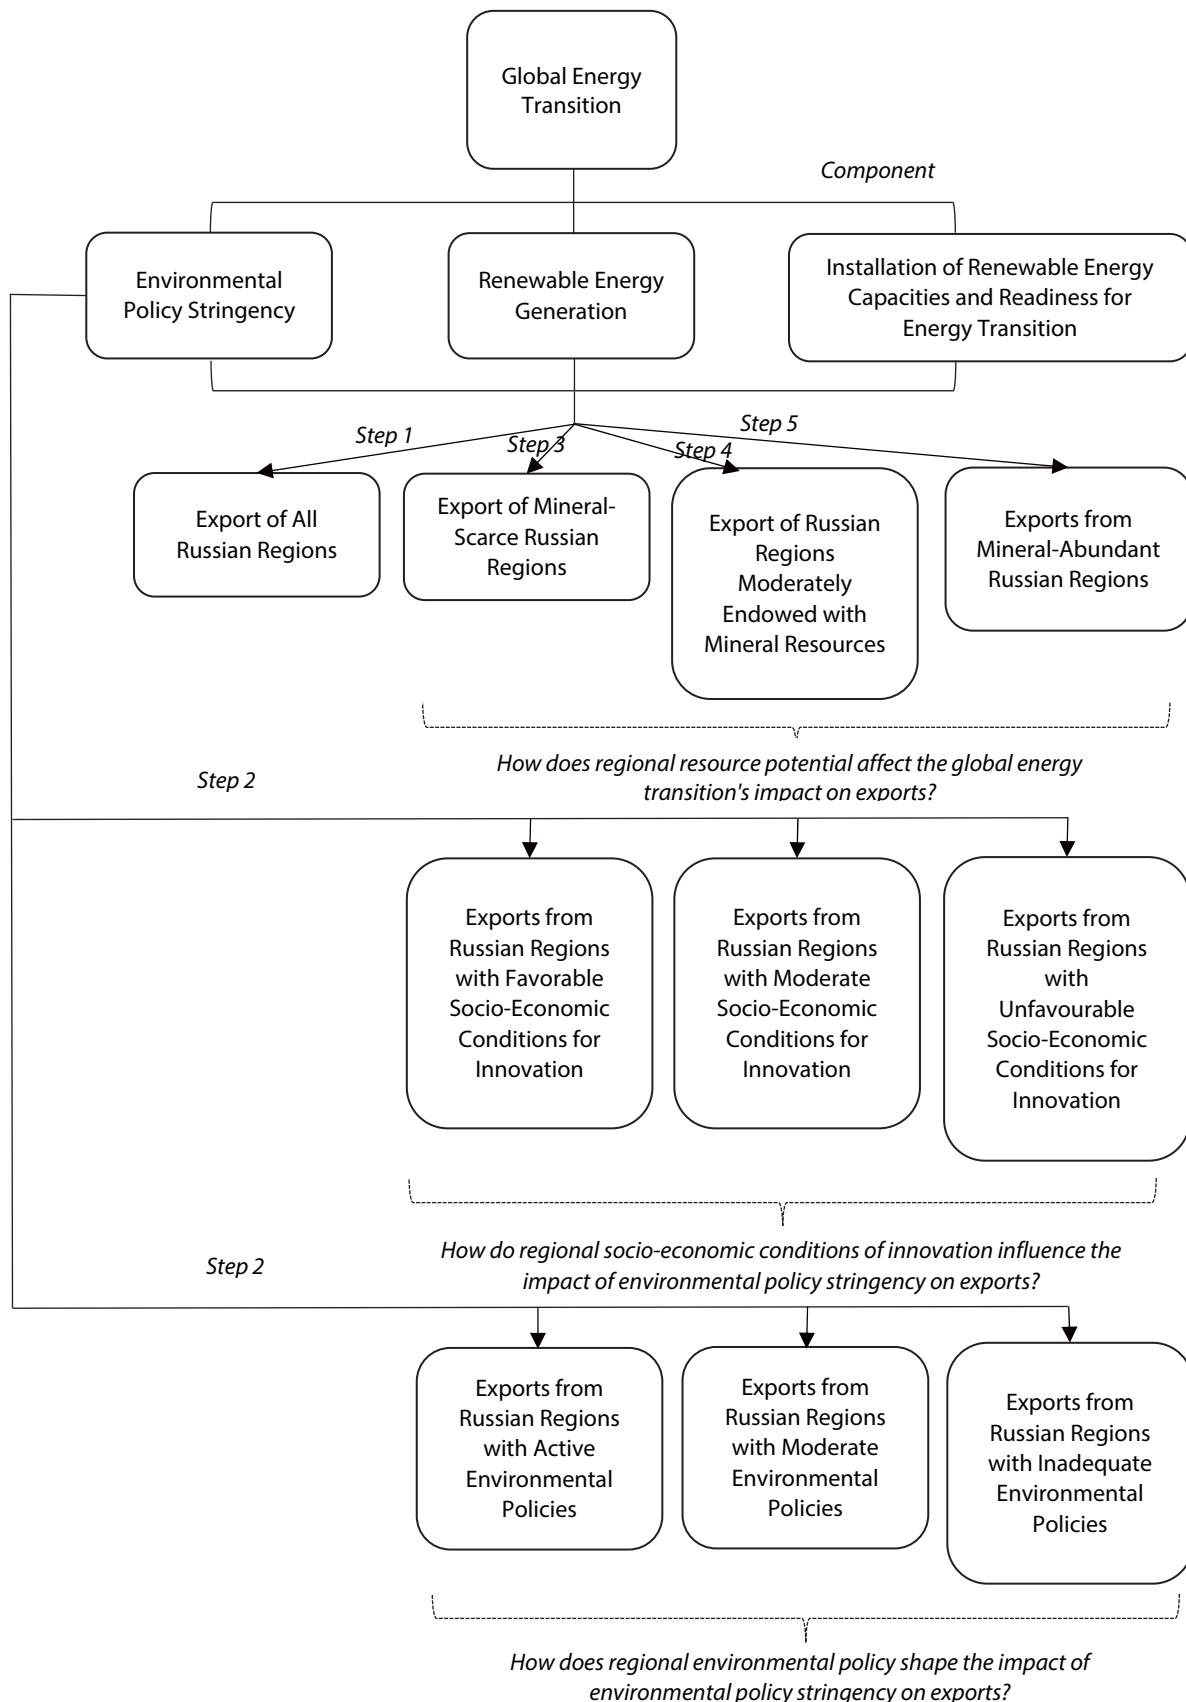 Global Energy
Transition
Component
Environmental
Policy Stringency
Renewable Energy
Generation
Installation of Renewable Energy
Capacities and Readiness for
Energy Transition
Step 1
Step 3
Step 4
Step 5
Export of All
Russian Regions
Export of Mineral-
Scarce Russian
Regions
Export of Russian
Regions
Moderately
Endowed with
Mineral Resources
Exports from
Mineral-Abundant
Russian Regions
How does regional resource potential affect the global energy
transition's impact on exports?
Step 2
Exports from
Russian Regions
with Favorable
Socio-Economic
Conditions for
Innovation
Exports from
Russian Regions
with Moderate
Socio-Economic
Conditions for
Innovation
Exports from
Russian Regions
with
Unfavourable
Socio-Economic
Conditions for
Innovation
How do regional socio-economic conditions of innovation influence the
impact of environmental policy stringency on exports?
Step 2
Exports from
Russian Regions
with Active
Environmental
Policies
Exports from
Russian Regions
with Moderate
Environmental
Policies
Exports from
Russian Regions
with Inadequate
Environmental
Policies
How does regional environmental policy shape the impact of
environmental policy stringency on exports?